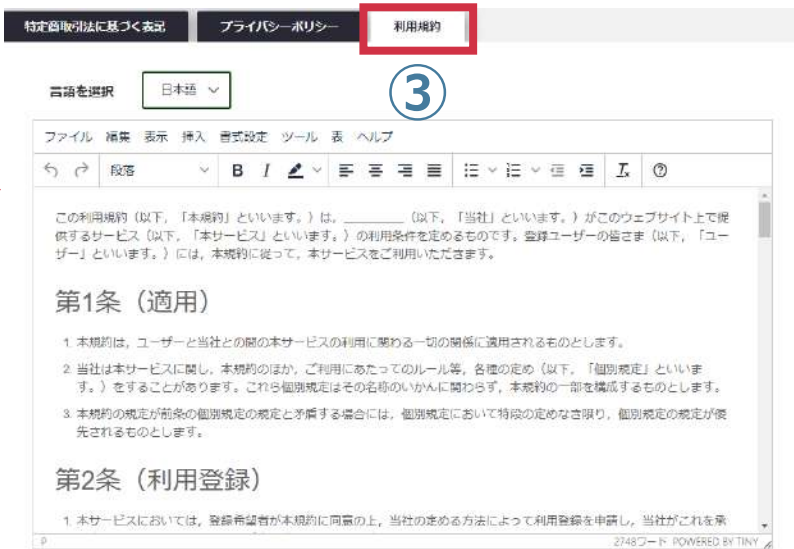 特定商取引法に基づく表記 プライバシーポリシー 利用規約
③
言語を選択 日本語
ファイル 編集 表示 挿入 書式設定 ツール 表 ヘルプ
段落 B I
この利用規約（以下，「本規約」といいます。）は，_________（以下，「当社」といいます。）がこのウェブサイト上で提
供するサービス（以下，「本サービス」といいます。）の利用条件を定めるものです。登録ユーザーの皆さま（以下，「ユー
ザー」といいます。）には，本規約に従って，本サービスをご利用いただきます。
第1条（適用）
1. 本規約は，ユーザーと当社との間の本サービスの利用に関わる一切の関係に適用されるものとします。
2. 当社は本サービスに関し，本規約のほか，ご利用にあたってのルール等，各種の定め（以下，「個別規定」といいま
す。）をすることがあります。これら個別規定はその名称のいかんに関わらず，本規約の一部を構成するものとします。
3. 本規約の規定が前条の個別規定の規定と矛盾する場合には，個別規定において特段の定めなき限り，個別規定の規定が優
先されるものとします。
第2条（利用登録）
1. 本サービスにおいては，登録希望者が本規約に同意の上，当社の定める方法によって利用登録を申請し，当社がこれを承
P 2748ワード POWERED BY TINY